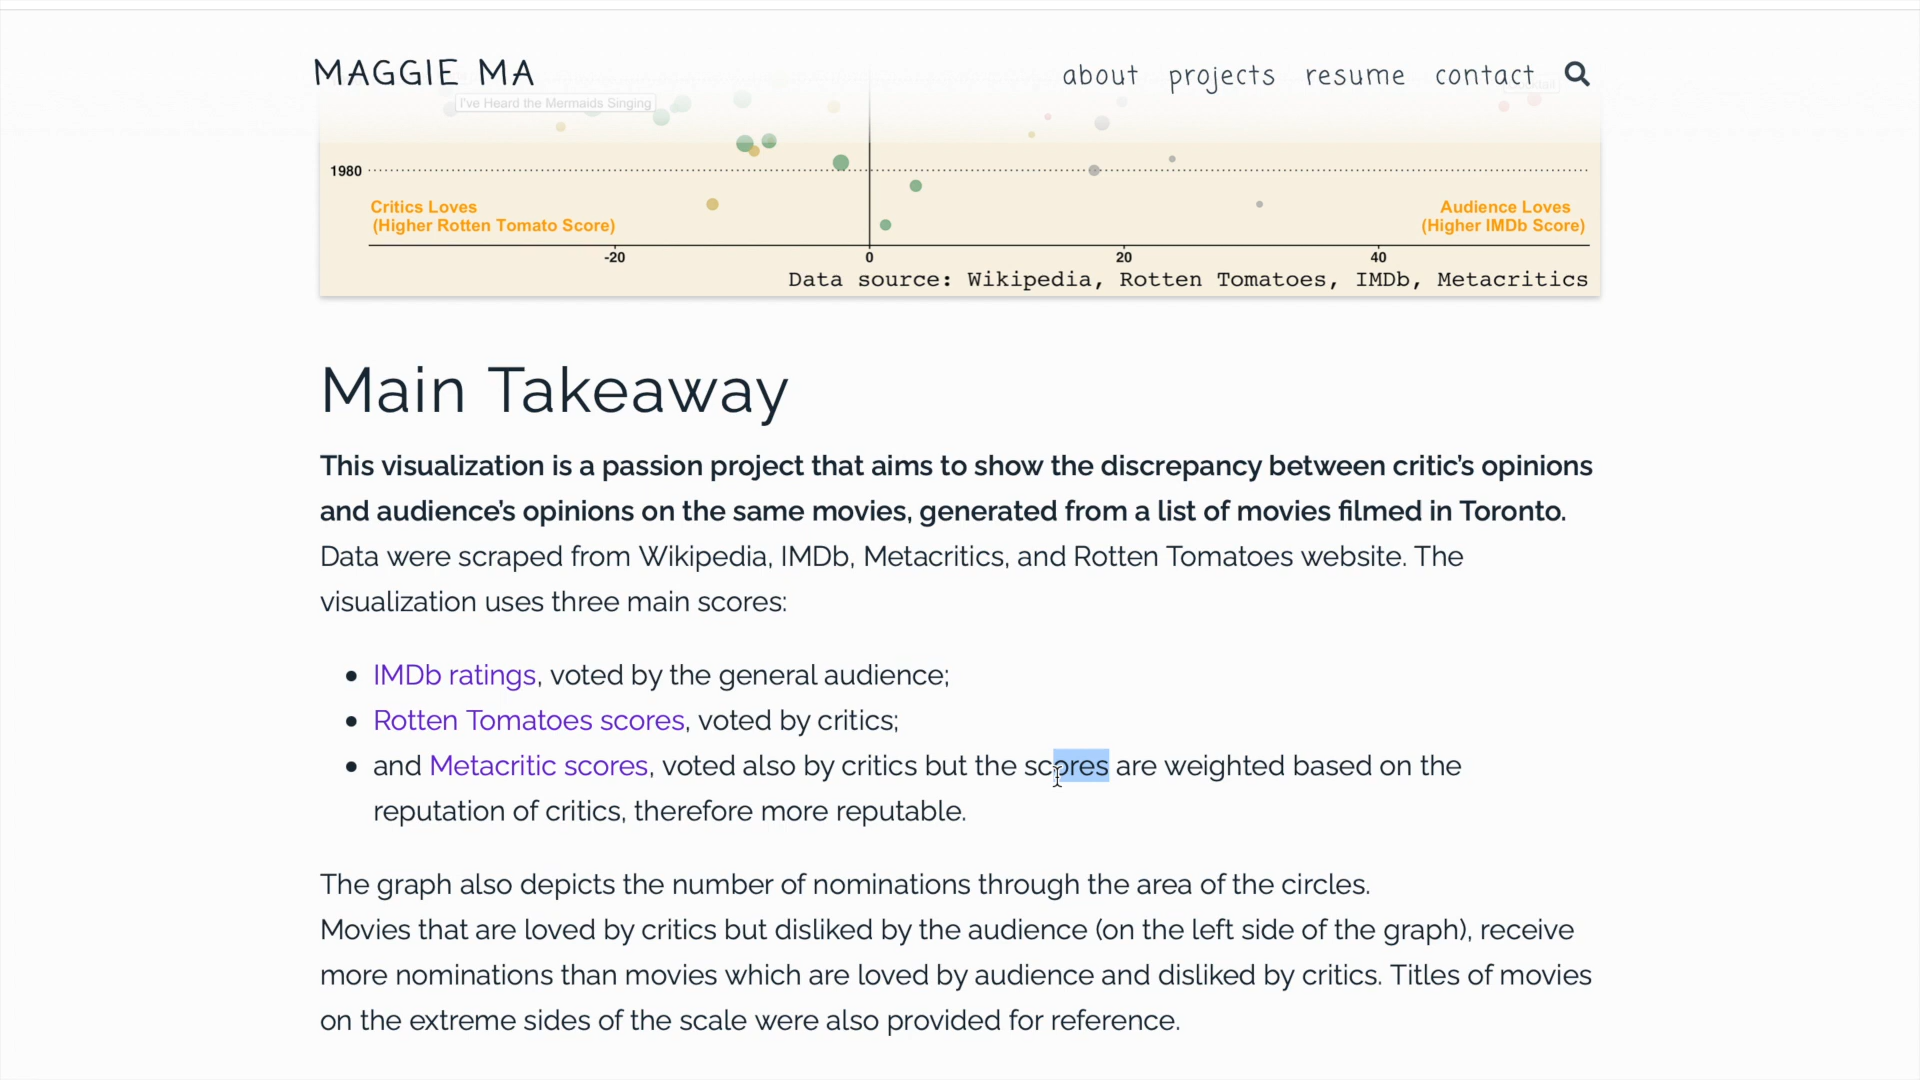 MAGGIE MA
about projects resume contact
I've Heard the Mermaids Singing
1980
Critics Loves
(Higher Rotten Tomato Score)
Audience Loves
(Higher IMDb Score)
-20 0 20 40
Data source: Wikipedia, Rotten Tomatoes, IMDb, Metacritics
Main Takeaway
This visualization is a passion project that aims to show the discrepancy between critic's opinions
and audience's opinions on the same movies, generated from a list of movies filmed in Toronto.
Data were scraped from Wikipedia, IMDb, Metacritics, and Rotten Tomatoes website. The
visualization uses three main scores:
IMDb ratings, voted by the general audience;
Rotten Tomatoes scores, voted by critics;
and Metacritic scores, voted also by critics but the scores are weighted based on the
reputation of critics, therefore more reputable.
The graph also depicts the number of nominations through the area of the circles.
Movies that are loved by critics but disliked by the audience (on the left side of the graph), receive
more nominations than movies which are loved by audience and disliked by critics. Titles of movies
on the extreme sides of the scale were also provided for reference.